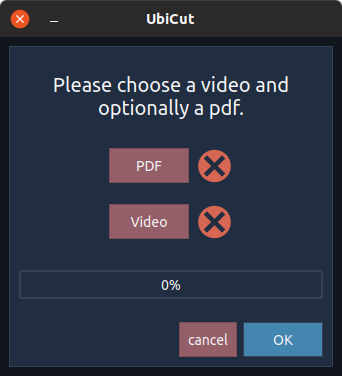 UbiCut
Please choose a video and
optionally a pdf.
PDF
Video
0%
cancel
OK